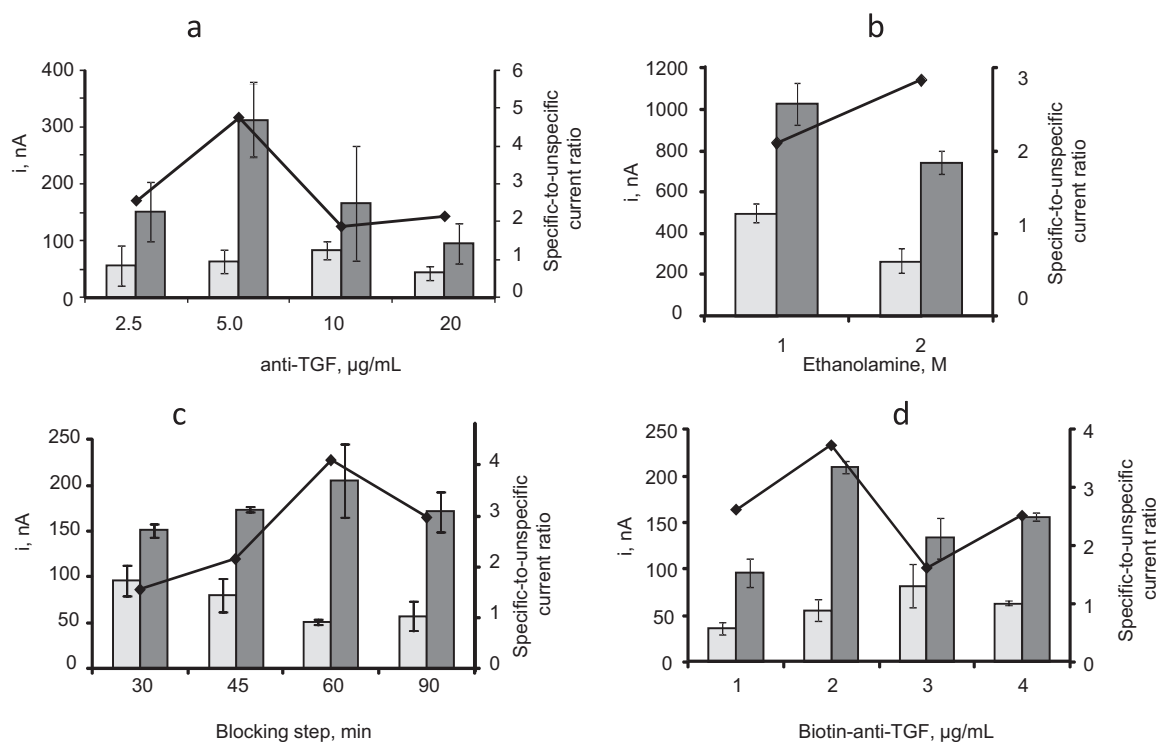 a
400
300
200
100
0
i, nA
6
5
4
3
2
1
0
Specific-to-unspecific
current ratio
2.5 5.0 10 20
anti-TGF, µg/mL
b
1200
1000
800
600
400
200
0
i, nA
3
2
1
0
Specific-to-unspecific
current ratio
1 2
Ethanolamine, M
c
250
200
150
100
50
0
i, nA
4
3
2
1
0
Specific-to-unspecific
current ratio
30 45 60 90
Blocking step, min
d
250
200
150
100
50
0
i, nA
4
3
2
1
0
Specific-to-unspecific
current ratio
1 2 3 4
Biotin-anti-TGF, µg/mL